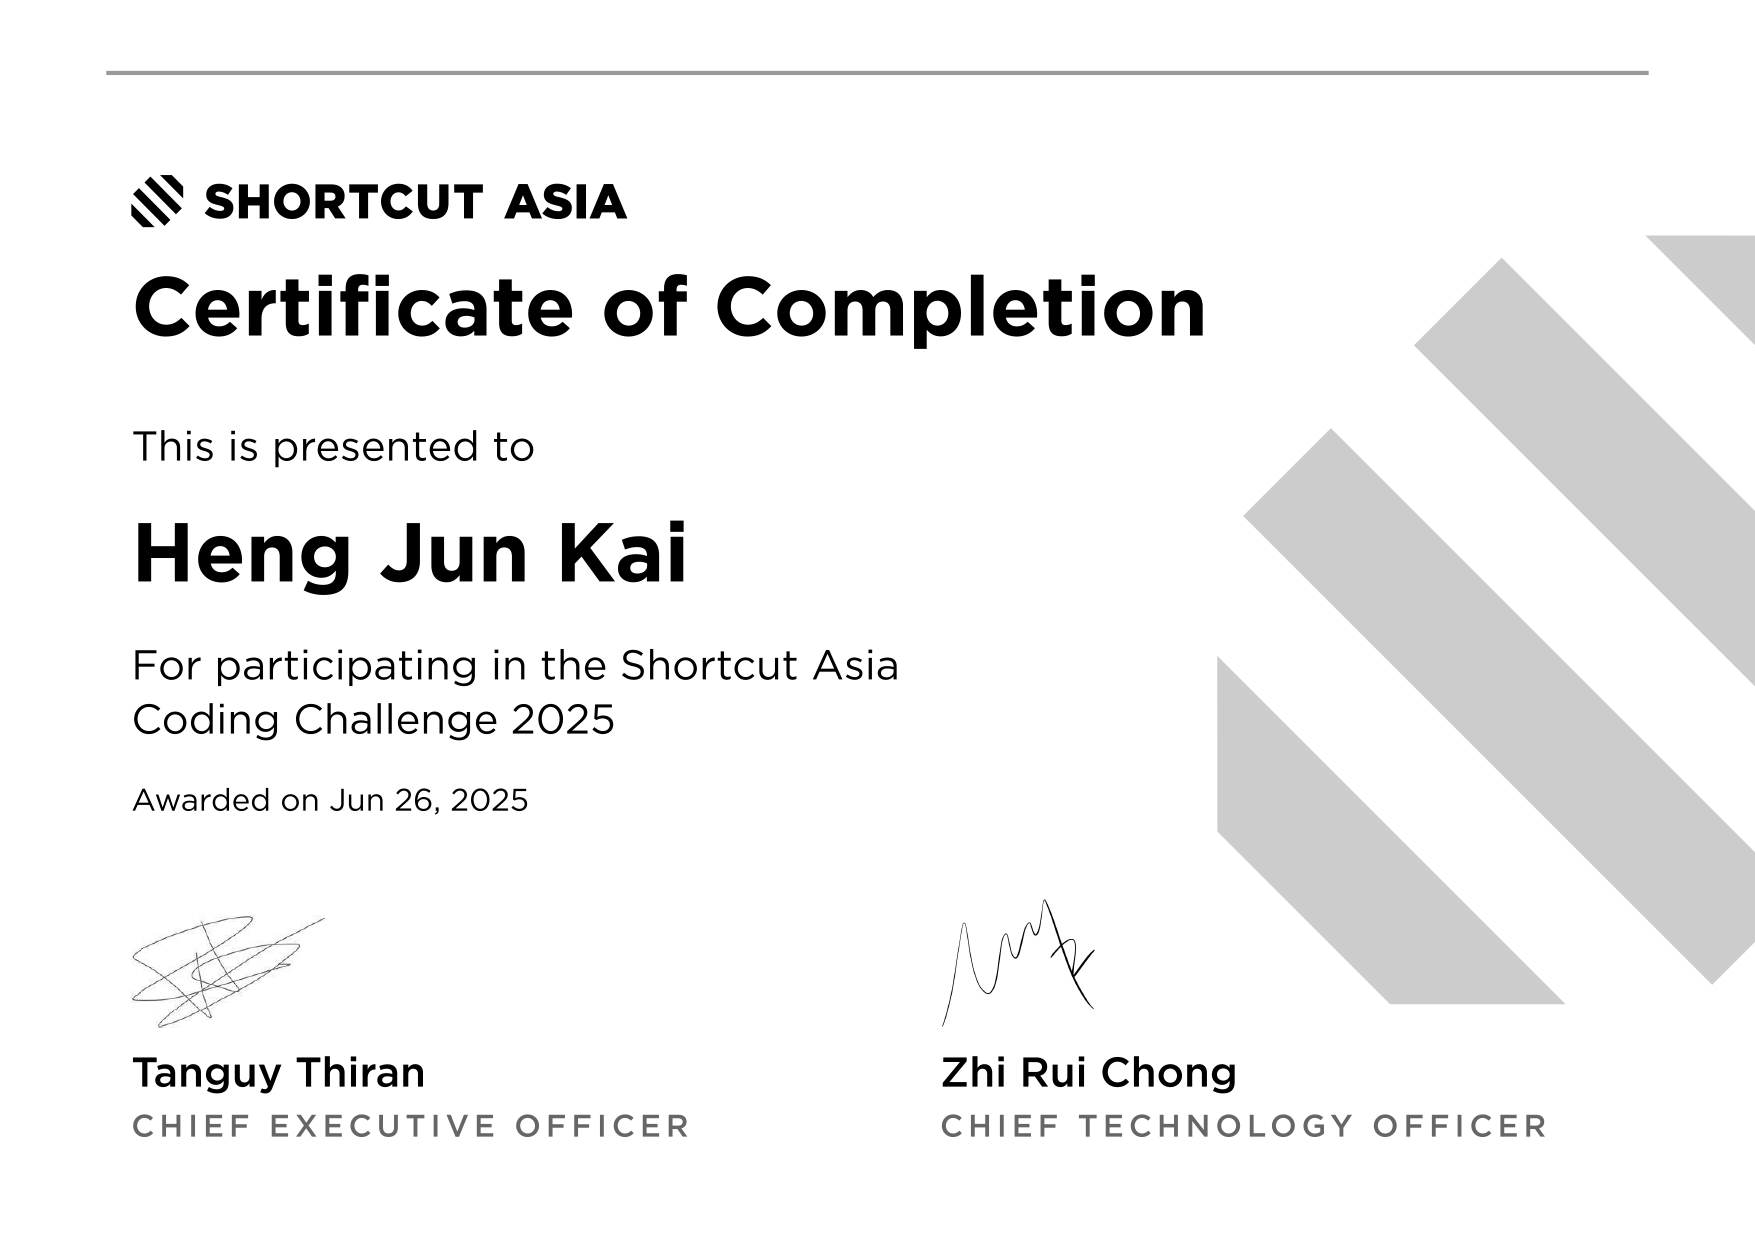 SHORTCUT ASIA
Certificate of Completion
This is presented to
Heng Jun Kai
For participating in the Shortcut Asia
Coding Challenge 2025
Awarded on Jun 26, 2025
Tanguy Thiran
CHIEF EXECUTIVE OFFICER
Zhi Rui Chong
CHIEF TECHNOLOGY OFFICER